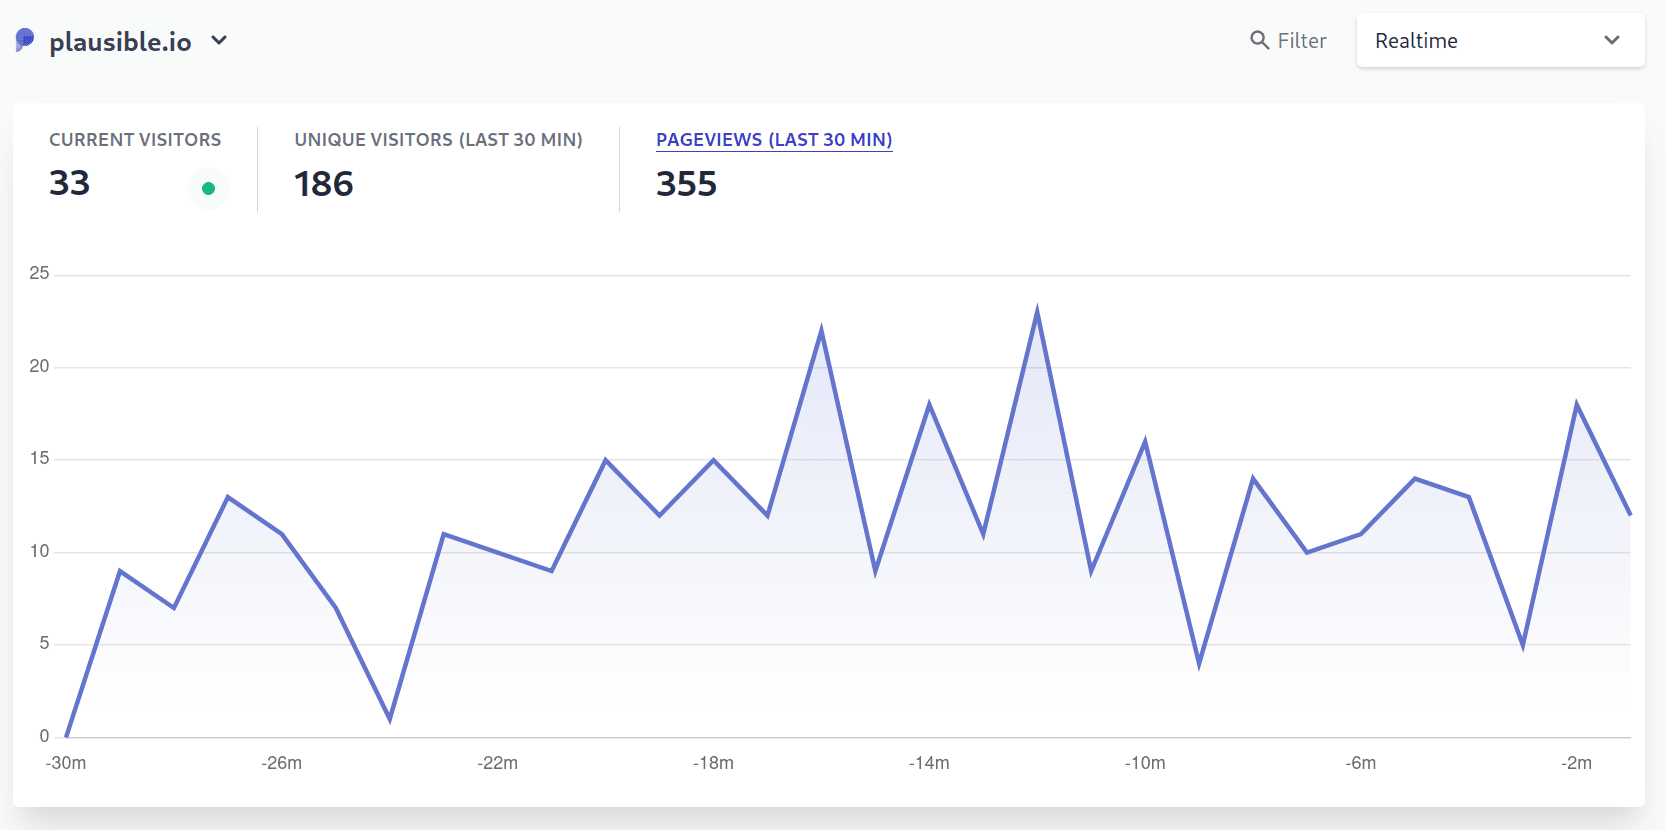 plausible.io
Filter
Realtime
CURRENT VISITORS
33
UNIQUE VISITORS (LAST 30 MIN)
186
PAGEVIEWS (LAST 30 MIN)
355
25
20
15
10
5
0
-30m -26m -22m -18m -14m -10m -6m -2m